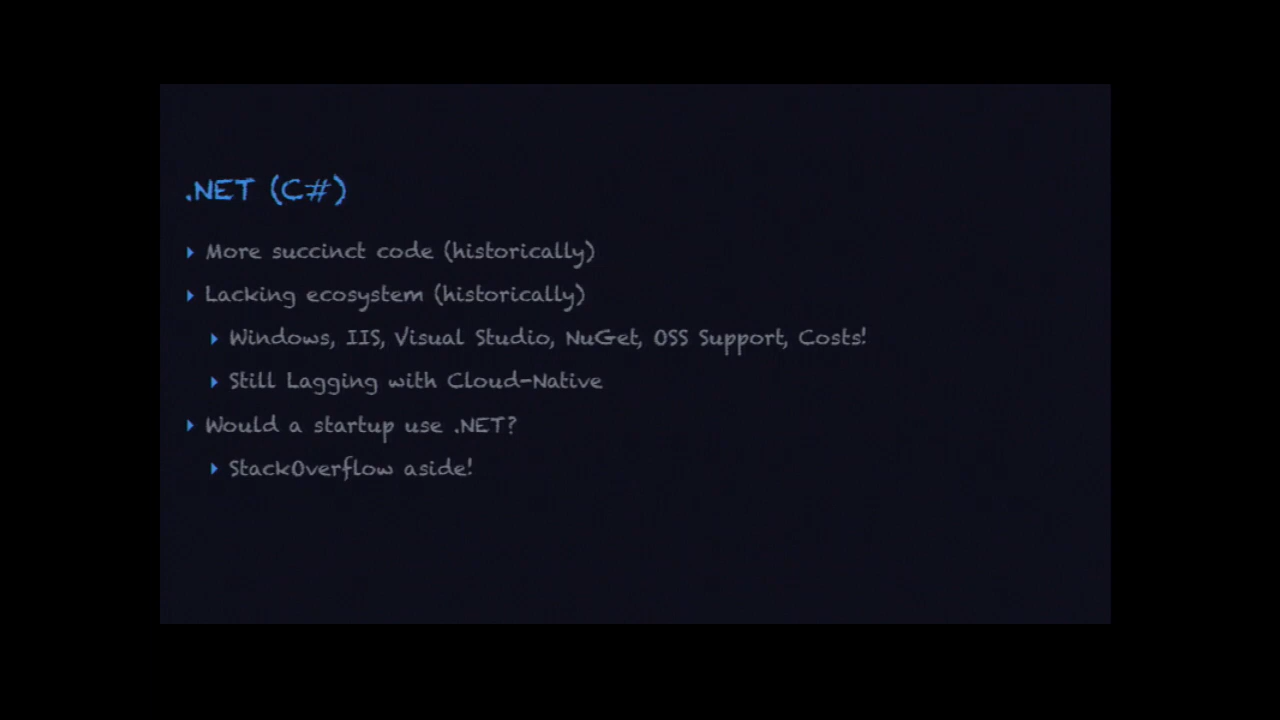 .NET (C#)
More succinct code (historically)
Lacking ecosystem (historically)
Windows, IIS, Visual Studio, NuGet, OSS Support, Costs!
Still Lagging with Cloud-Native
Would a startup use .NET?
StackOverflow aside!